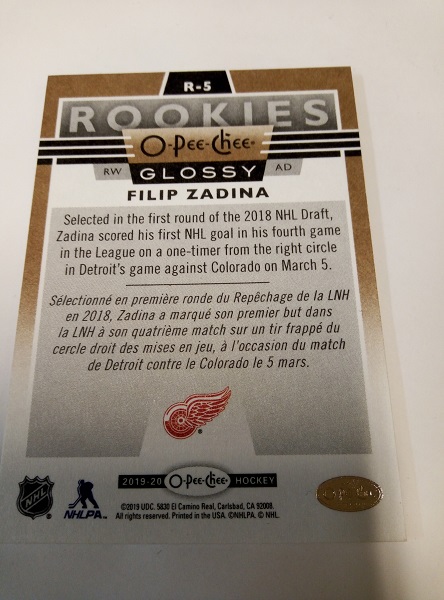 R-5
ROOKIES
O-Pee-Chee
RW GLOSSY AD
FILIP ZADINA
Selected in the first round of the 2018 NHL Draft,
Zadina scored his first NHL goal in his fourth game
in the League on a one-timer from the right circle
in Detroit's game against Colorado on March 5.
Sélectionné en première ronde du Repêchage de la LNH
en 2018, Zadina a marqué son premier but dans
la LNH à son quatrième match sur un tir frappé du
cercle droit des mises en jeu, à l'occasion du match
de Detroit contre le Colorado le 5 mars.
2019-20 O-Pee-Chee HOCKEY
NHL NHLPA
©2019 UDC. 5830 El Camino Real, Carlsbad, CA 92008.
All rights reserved. Printed in the USA. ©NHLPA. © NHL.